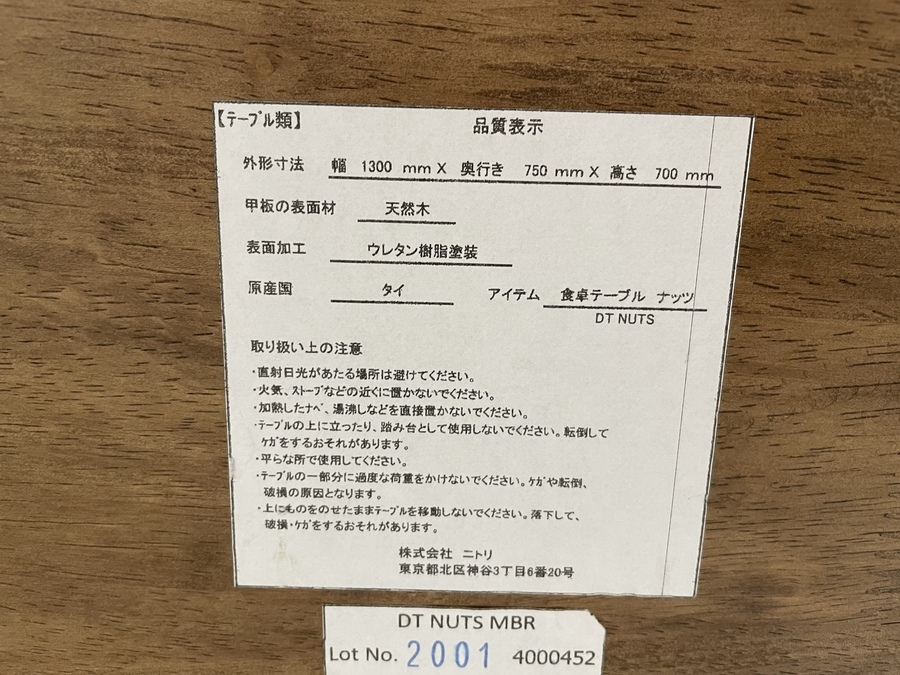 【テーブル類】 品質表示
外形寸法 幅 1300 mm X 奥行き 750 mm X 高さ 700 mm
甲板の表面材 天然木
表面加工 ウレタン樹脂塗装
原産国 タイ アイテム 食卓テーブル ナッツ
DT NUTS
取り扱い上の注意
・直射日光があたる場所は避けてください。
・火気、ストーブなどの近くに置かないでください。
・加熱したナベ、湯沸しなどを直接置かないでください。
・テーブルの上に立ったり、踏み台として使用しないでください。転倒して
ケガをするおそれがあります。
・平らな所で使用してください。
・テーブルの一部分に過度な荷重をかけないでください。ケガや転倒、
破損の原因となります。
・上にものをのせたままテーブルを移動しないでください。落下して、
破損・ケガをするおそれがあります。
株式会社 ニトリ
東京都北区神谷3丁目6番20号
DT NUTS MBR
Lot No. 2001 4000452